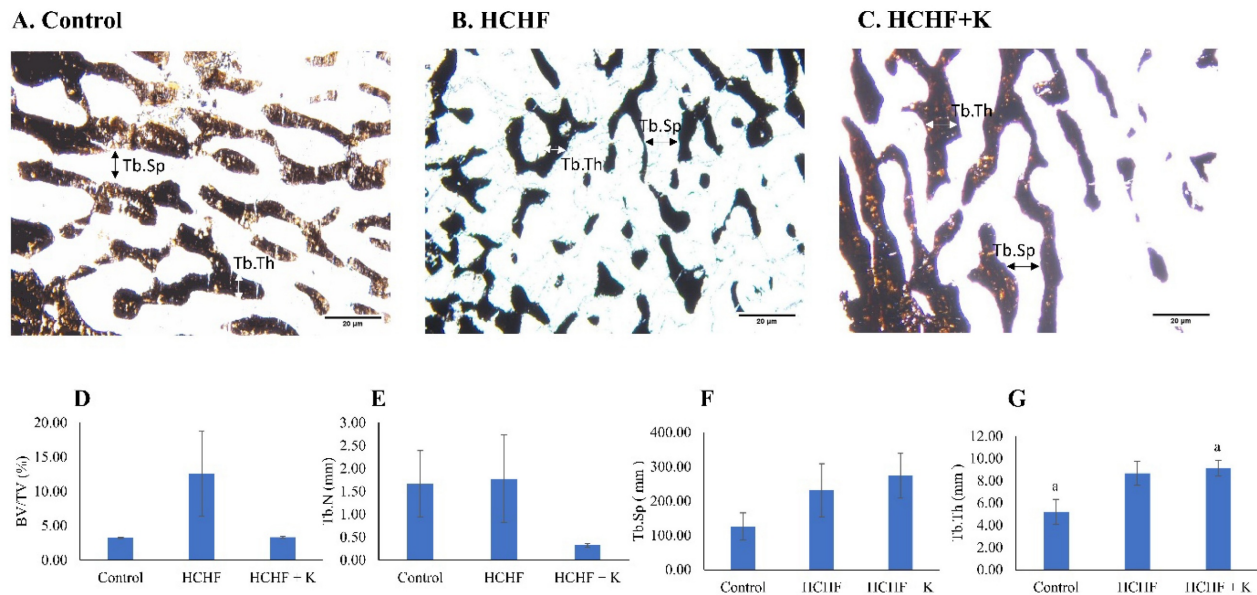 A. Control
B. HCHF
C. HCHF+K
Tb.Sp
Tb.Th
20 µm
Tb.Sp
Tb.Th
20 µm
Tb.Th
Tb.Sp
20 µm
D
BV/TV (%)
20.00
15.00
10.00
5.00
0.00
Control HCHF HCHF + K
E
Tb.N (mm)
3.00
2.50
2.00
1.50
1.00
0.50
0.00
Control HCHF HCHF + K
F
Tb.Sp ( mm )
400.00
300.00
200.00
100.00
0.00
Control HCHF HCHF K
G
Tb.Th (mm )
12.00
10.00
8.00
6.00
4.00
2.00
0.00
a
a
Control HCHF HCHF + K